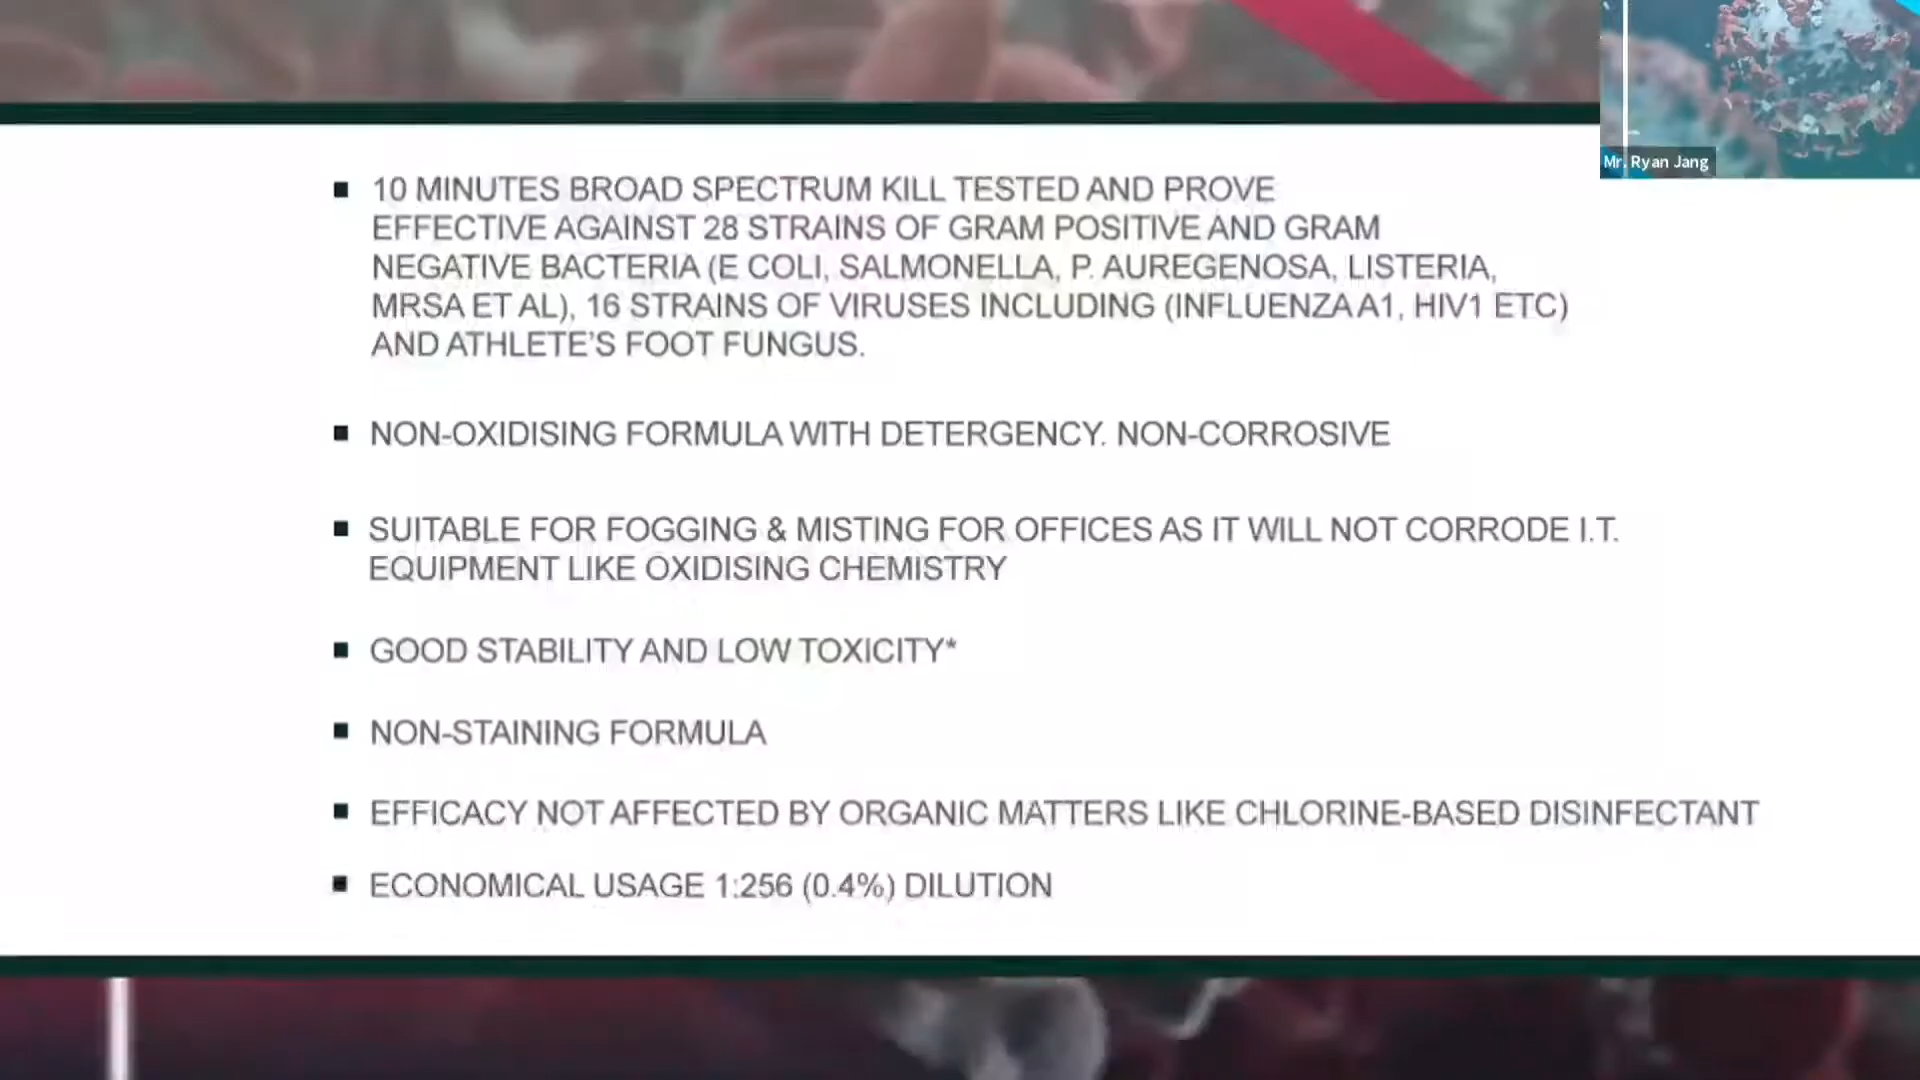 10 MINUTES BROAD SPECTRUM KILL TESTED AND PROVE
EFFECTIVE AGAINST 28 STRAINS OF GRAM POSITIVE AND GRAM
NEGATIVE BACTERIA (E COLI, SALMONELLA, P. AUREGENOSA, LISTERIA,
MRSA ET AL), 16 STRAINS OF VIRUSES INCLUDING (INFLUENZA A1, HIV1 ETC)
AND ATHLETE'S FOOT FUNGUS.
NON-OXIDISING FORMULA WITH DETERGENCY. NON-CORROSIVE
SUITABLE FOR FOGGING & MISTING FOR OFFICES AS IT WILL NOT CORRODE I.T.
EQUIPMENT LIKE OXIDISING CHEMISTRY
GOOD STABILITY AND LOW TOXICITY*
NON-STAINING FORMULA
EFFICACY NOT AFFECTED BY ORGANIC MATTERS LIKE CHLORINE-BASED DISINFECTANT
ECONOMICAL USAGE 1:256 (0.4%) DILUTION
Mr. Ryan Jang